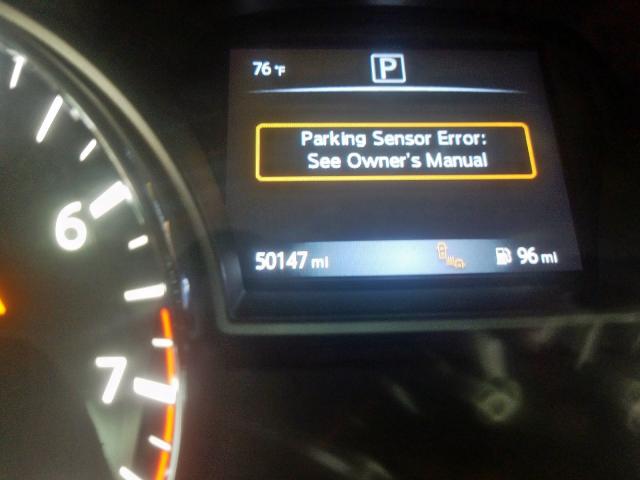 76 °F P
Parking Sensor Error:
See Owner's Manual
50147 mi 96 mi
6
7